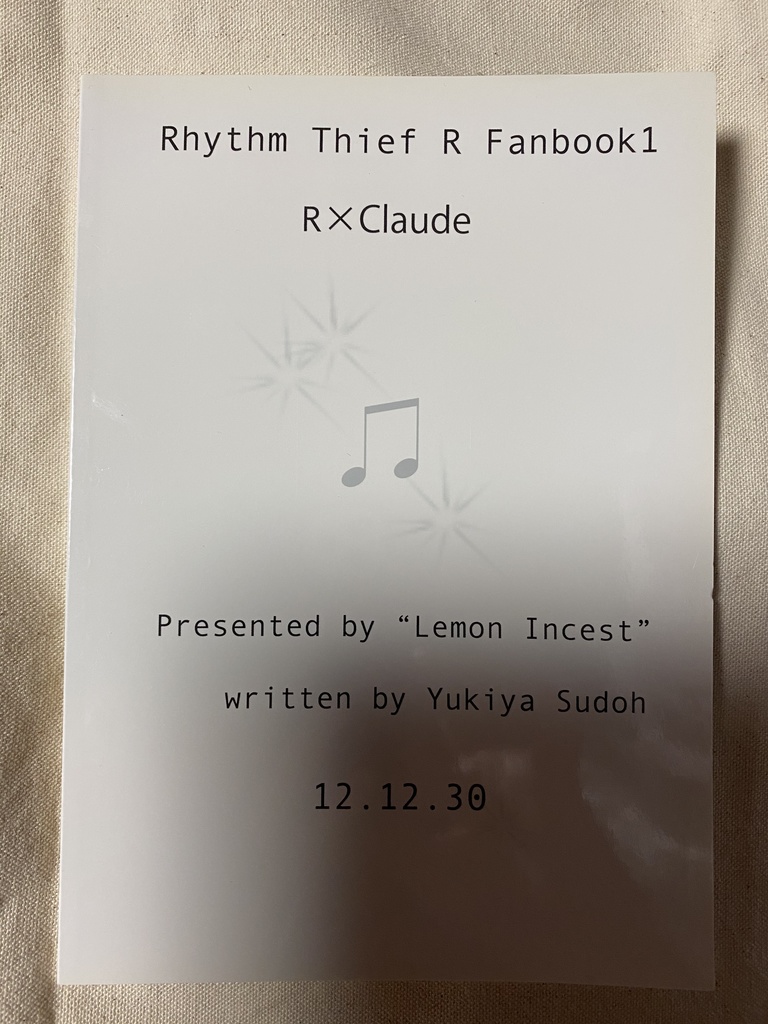 Rhythm Thief R Fanbook1
R×Claude
Presented by “Lemon Incest”
written by Yukiya Sudoh
12.12.30